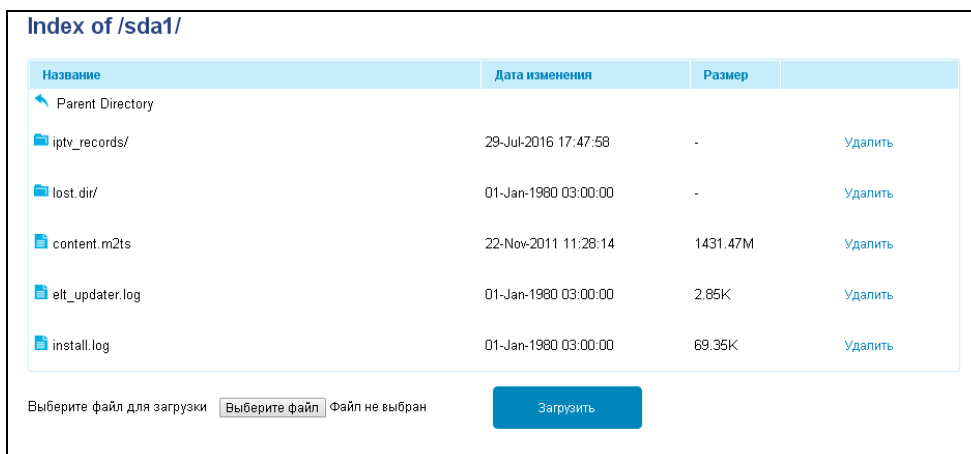 Index of /sda1/
Название Дата изменения Размер
Parent Directory
iptv_records/ 29-Jul-2016 17:47:58 - Удалить
lost.dir/ 01-Jan-1980 03:00:00 - Удалить
content.m2ts 22-Nov-2011 11:28:14 1431.47M Удалить
elt_updater.log 01-Jan-1980 03:00:00 2.85K Удалить
install.log 01-Jan-1980 03:00:00 69.35K Удалить
Выберите файл для загрузки Выберите файл Файл не выбран Загрузить